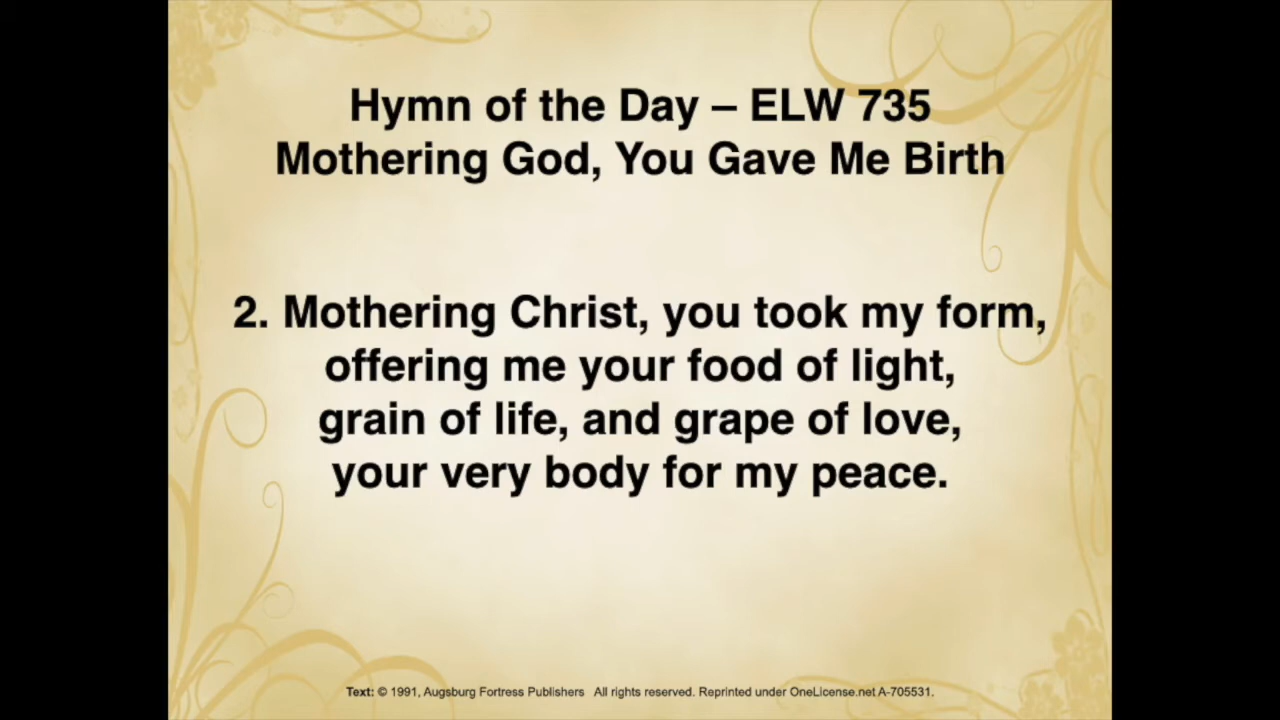 Hymn of the Day – ELW 735
Mothering God, You Gave Me Birth
2. Mothering Christ, you took my form,
offering me your food of light,
grain of life, and grape of love,
your very body for my peace.
Text: © 1991, Augsburg Fortress Publishers   All rights reserved. Reprinted under OneLicense.net A-705531.